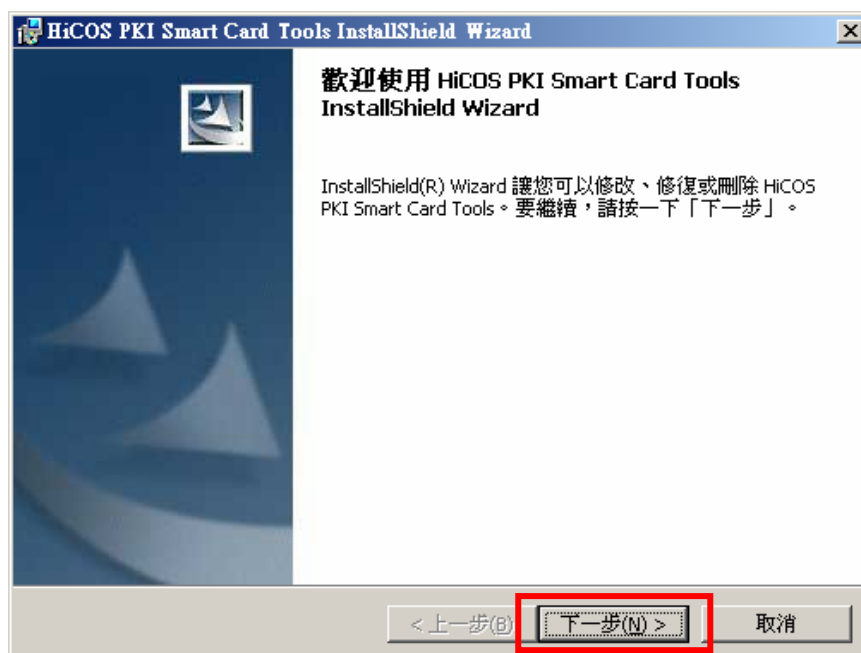 HiCOS PKI Smart Card Tools InstallShield Wizard
歡迎使用 HiCOS PKI Smart Card Tools
InstallShield Wizard
InstallShield(R) Wizard 讓您可以修改、修復或刪除 HiCOS
PKI Smart Card Tools。要繼續，請按一下「下一步」。
< 上一步(B)
下一步(N) >
取消